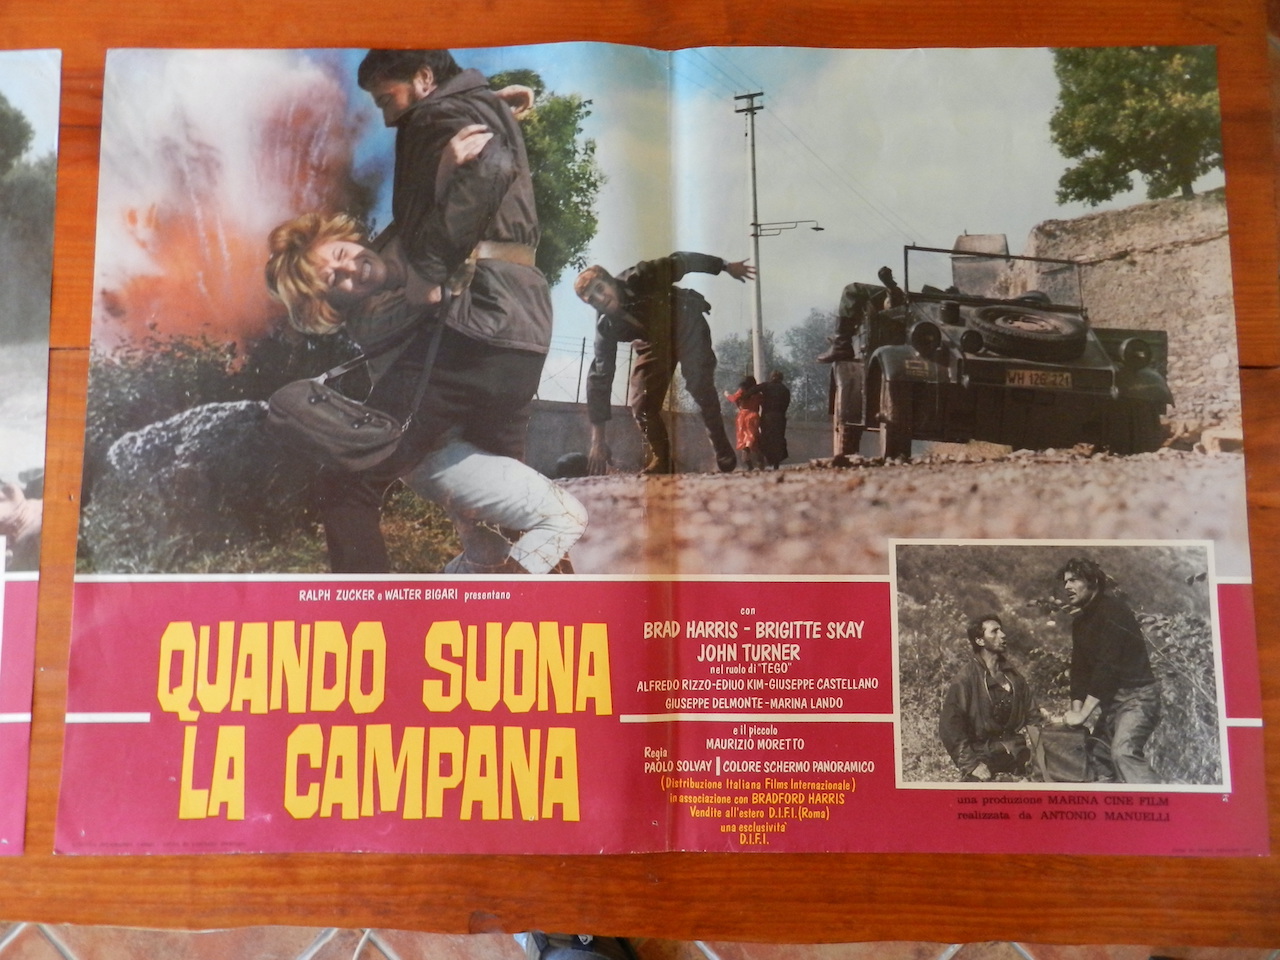 WH 126 221
RALPH ZUCKER e WALTER BIGARI presentano
QUANDO SUONA
LA CAMPANA
con
BRAD HARRIS - BRIGITTE SKAY
JOHN TURNER
nel ruolo di "TEGO"
ALFREDO RIZZO-EDIUO KIM-GIUSEPPE CASTELLANO
GIUSEPPE DELMONTE-MARINA LANDO
e il piccolo
MAURIZIO MORETTO
Regia
PAOLO SOLVAY | COLORE SCHERMO PANORAMICO
(Distribuzione Italiana Films Internazionale)
in associazione con BRADFORD HARRIS
Vendite all'estero D.I.F.I. (Roma)
una esclusività
D.I.F.I.
una produzione MARINA CINE FILM
realizzata da ANTONIO MANUELLI